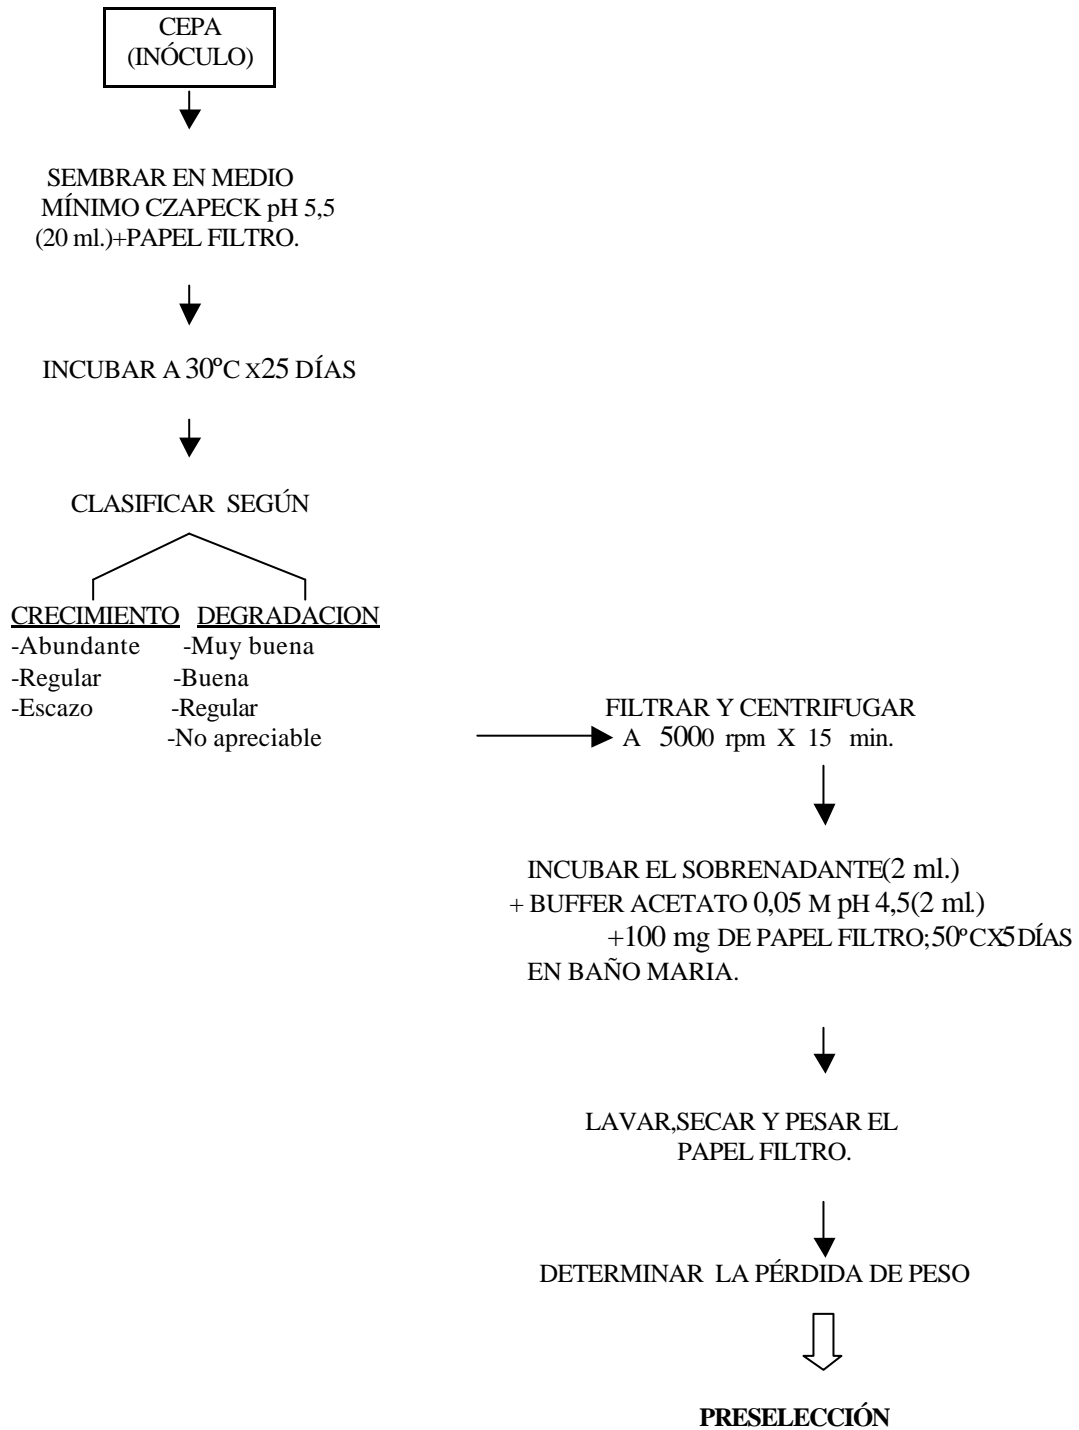 CEPA
(INÓCULO)
SEMBRAR EN MEDIO
MÍNIMO CZAPECK pH 5,5
(20 ml.)+PAPEL FILTRO.
INCUBAR A 30ºC X25 DÍAS
CLASIFICAR SEGÚN
CRECIMIENTO DEGRADACION
-Abundante -Muy buena
-Regular -Buena
-Escazo -Regular
-No apreciable
FILTRAR Y CENTRIFUGAR
A 5000 rpm X 15 min.
INCUBAR EL SOBRENADANTE(2 ml.)
+ BUFFER ACETATO 0,05 M pH 4,5(2 ml.)
+100 mg DE PAPEL FILTRO;50ºCX5DÍAS
EN BAÑO MARIA.
LAVAR,SECAR Y PESAR EL
PAPEL FILTRO.
DETERMINAR LA PÉRDIDA DE PESO
PRESELECCIÓN